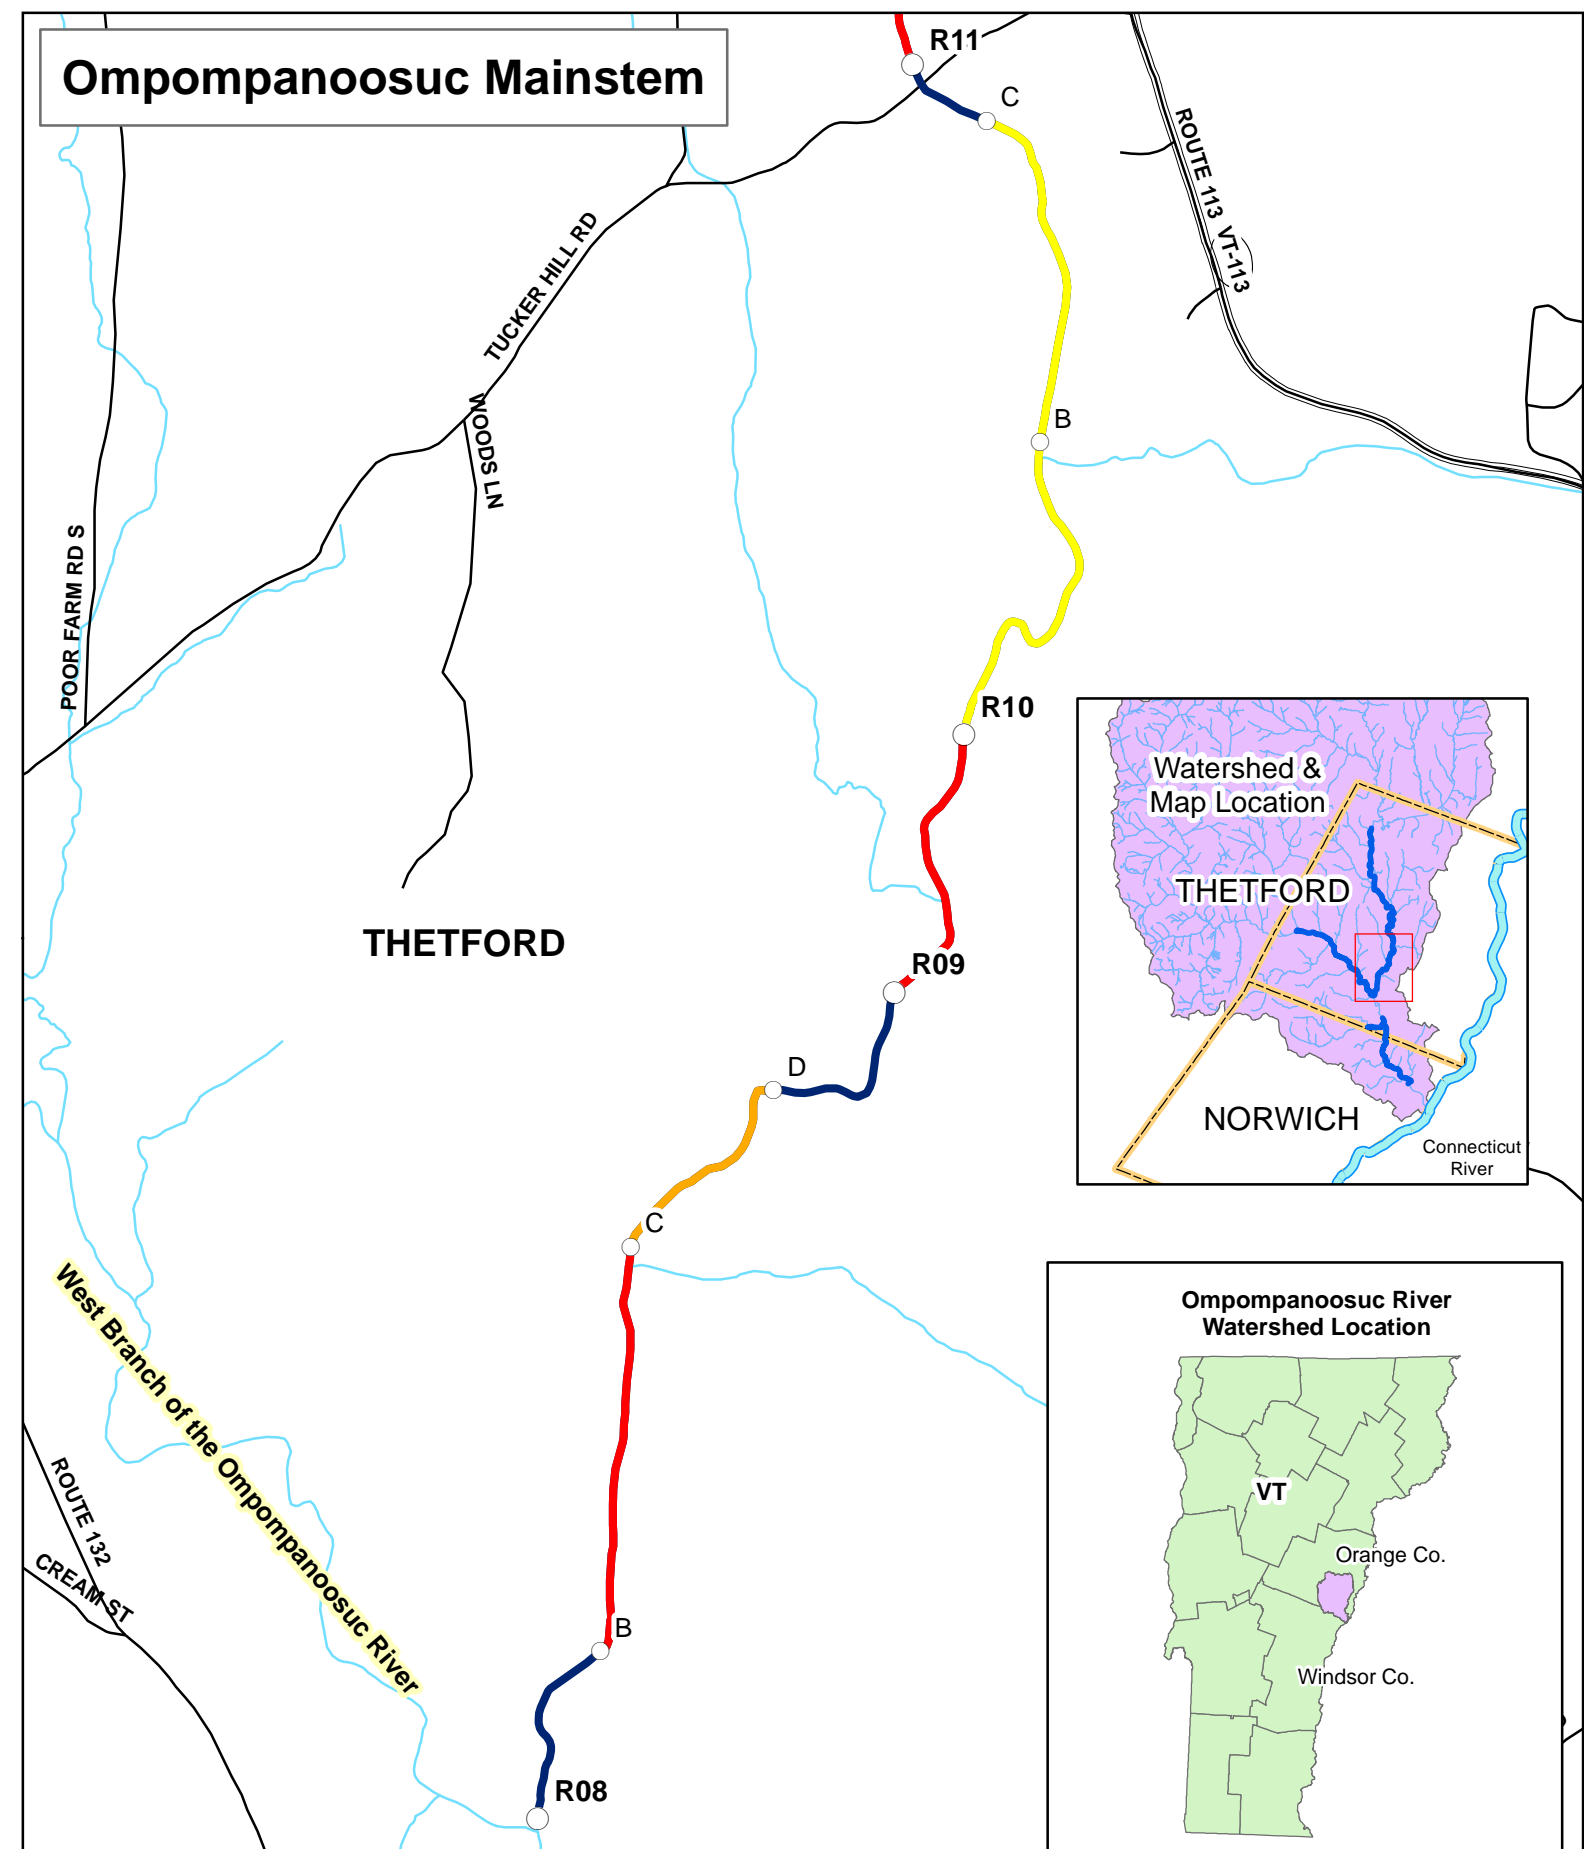 Ompompanoosuc Mainstem
R11
C
ROUTE 113
VT-113
TUCKER HILL RD
WOODS LN
B
POOR FARM RD S
R10
Watershed &
Map Location
THETFORD
THETFORD
R09
D
NORWICH
Connecticut
River
C
West Branch of the Ompompanoosuc River
Ompompanoosuc River
Watershed Location
ROUTE 132
VT
CREAM ST
Orange Co.
B
Windsor Co.
R08